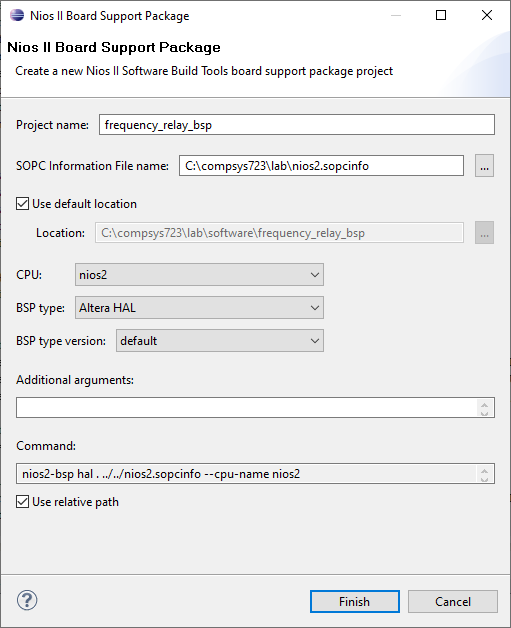 Nios II Board Support Package
Nios II Board Support Package
Create a new Nios II Software Build Tools board support package project
Project name: frequency_relay_bsp
SOPC Information File name: C:\compsys723\lab\nios2.sopcinfo ...
Use default location
Location: C:\compsys723\lab\software\frequency_relay_bsp ...
CPU: nios2
BSP type: Altera HAL
BSP type version: default
Additional arguments:
Command:
nios2-bsp hal . ../../nios2.sopcinfo --cpu-name nios2
Use relative path
? Finish Cancel